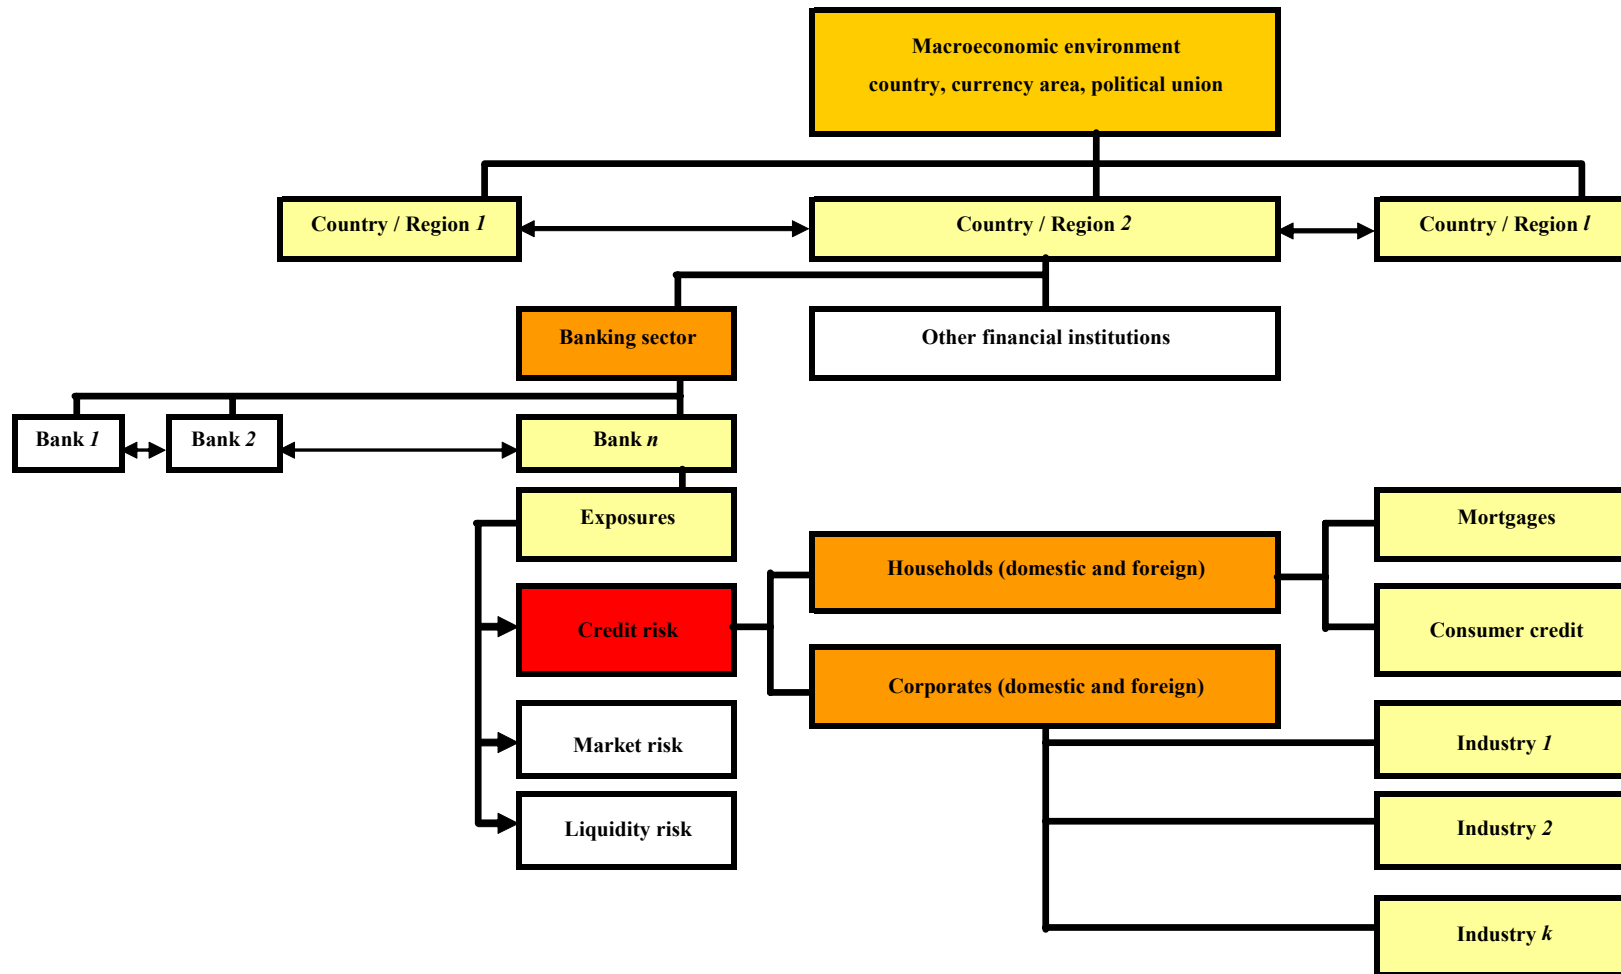 Macroeconomic environment
country, currency area, political union
Country / Region 1
Country / Region 2
Country / Region l
Banking sector
Other financial institutions
Bank 1
Bank 2
Bank n
Exposures
Mortgages
Households (domestic and foreign)
Credit risk
Consumer credit
Corporates (domestic and foreign)
Market risk
Industry 1
Liquidity risk
Industry 2
Industry k